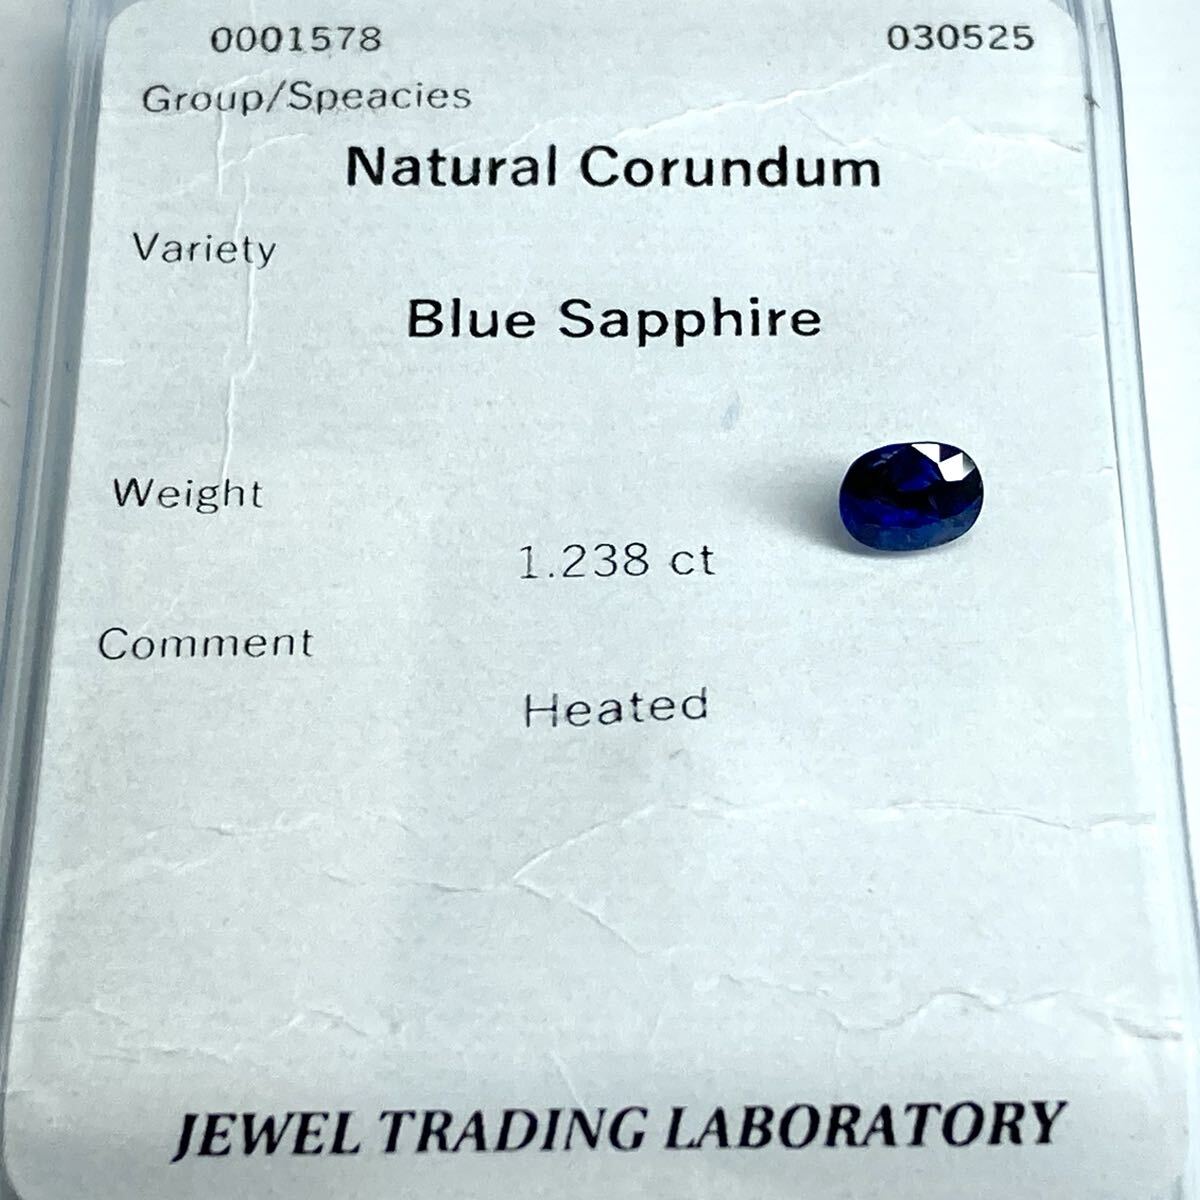 0001578 030525
Group/Speacies
Natural Corundum
Variety
Blue Sapphire
Weight
1.238 ct
Comment
Heated
JEWEL TRADING LABORATORY